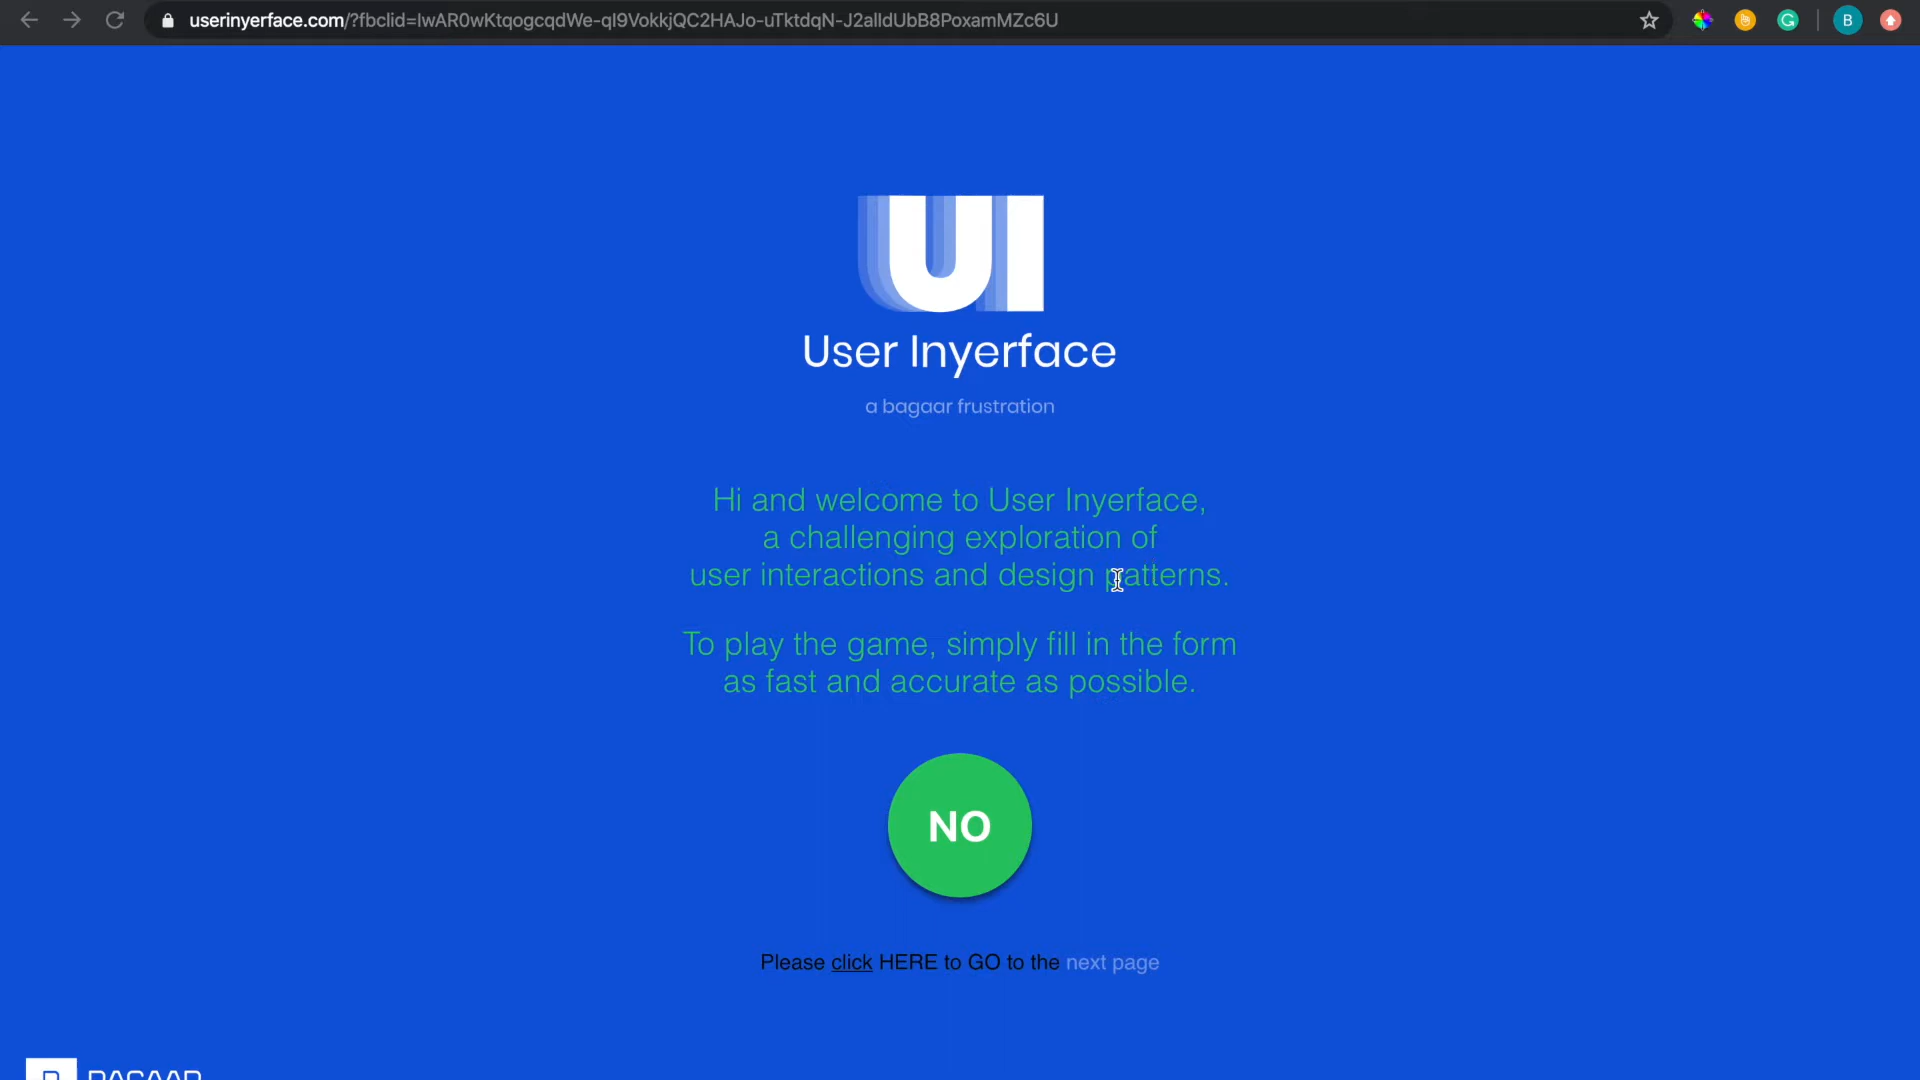 userinyerface.com/?fbclid=IwAR0wKtqogcqdWe-qI9VokkjQC2HAJo-uTktdqN-J2alldUbB8PoxamMZc6U
B
UI
User Inyerface
a bagaar frustration
Hi and welcome to User Inyerface,
a challenging exploration of
user interactions and design patterns.
To play the game, simply fill in the form
as fast and accurate as possible.
NO
Please click HERE to GO to the next page
BAGAAR